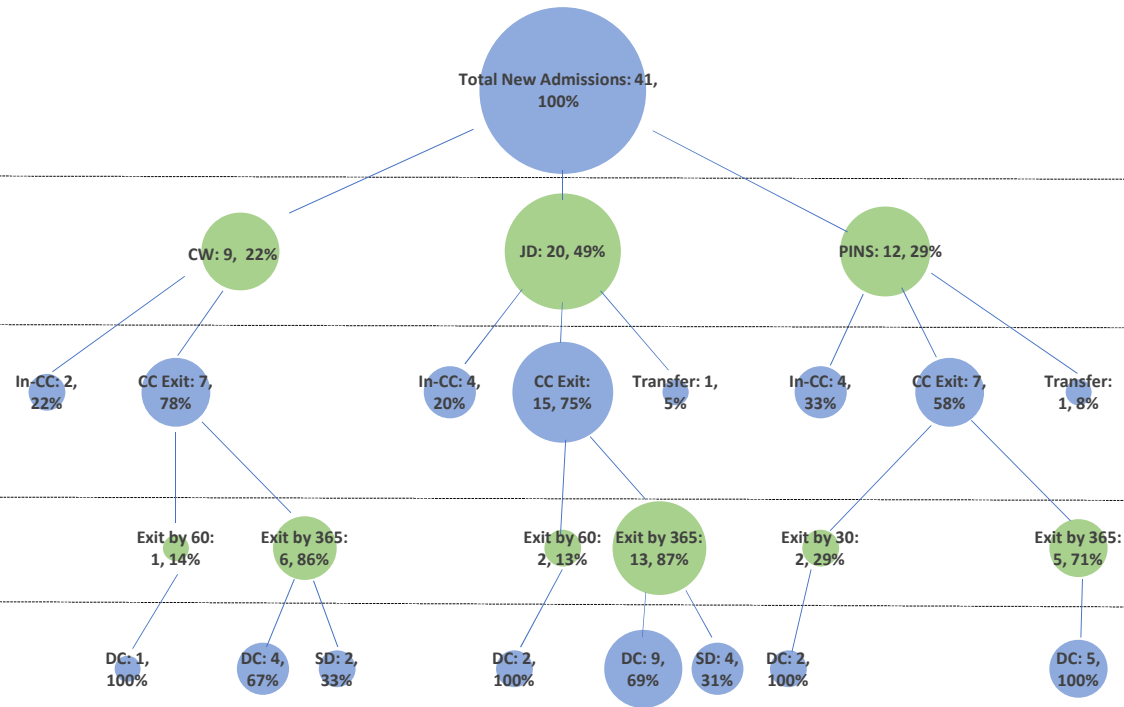 Total New Admissions: 41,
100%
CW: 9,  22%
JD: 20, 49%
PINS: 12, 29%
In-CC: 2,
22%
CC Exit: 7,
78%
In-CC: 4,
20%
CC Exit:
15, 75%
Transfer: 1,
5%
In-CC: 4,
33%
CC Exit: 7,
58%
Transfer:
1, 8%
Exit by 60:
1, 14%
Exit by 365:
6, 86%
Exit by 60:
2, 13%
Exit by 365:
13, 87%
Exit by 30:
2, 29%
Exit by 365:
5, 71%
DC: 1,
100%
DC: 4,
67%
SD: 2,
33%
DC: 2,
100%
DC: 9,
69%
SD: 4,
31%
DC: 2,
100%
DC: 5,
100%